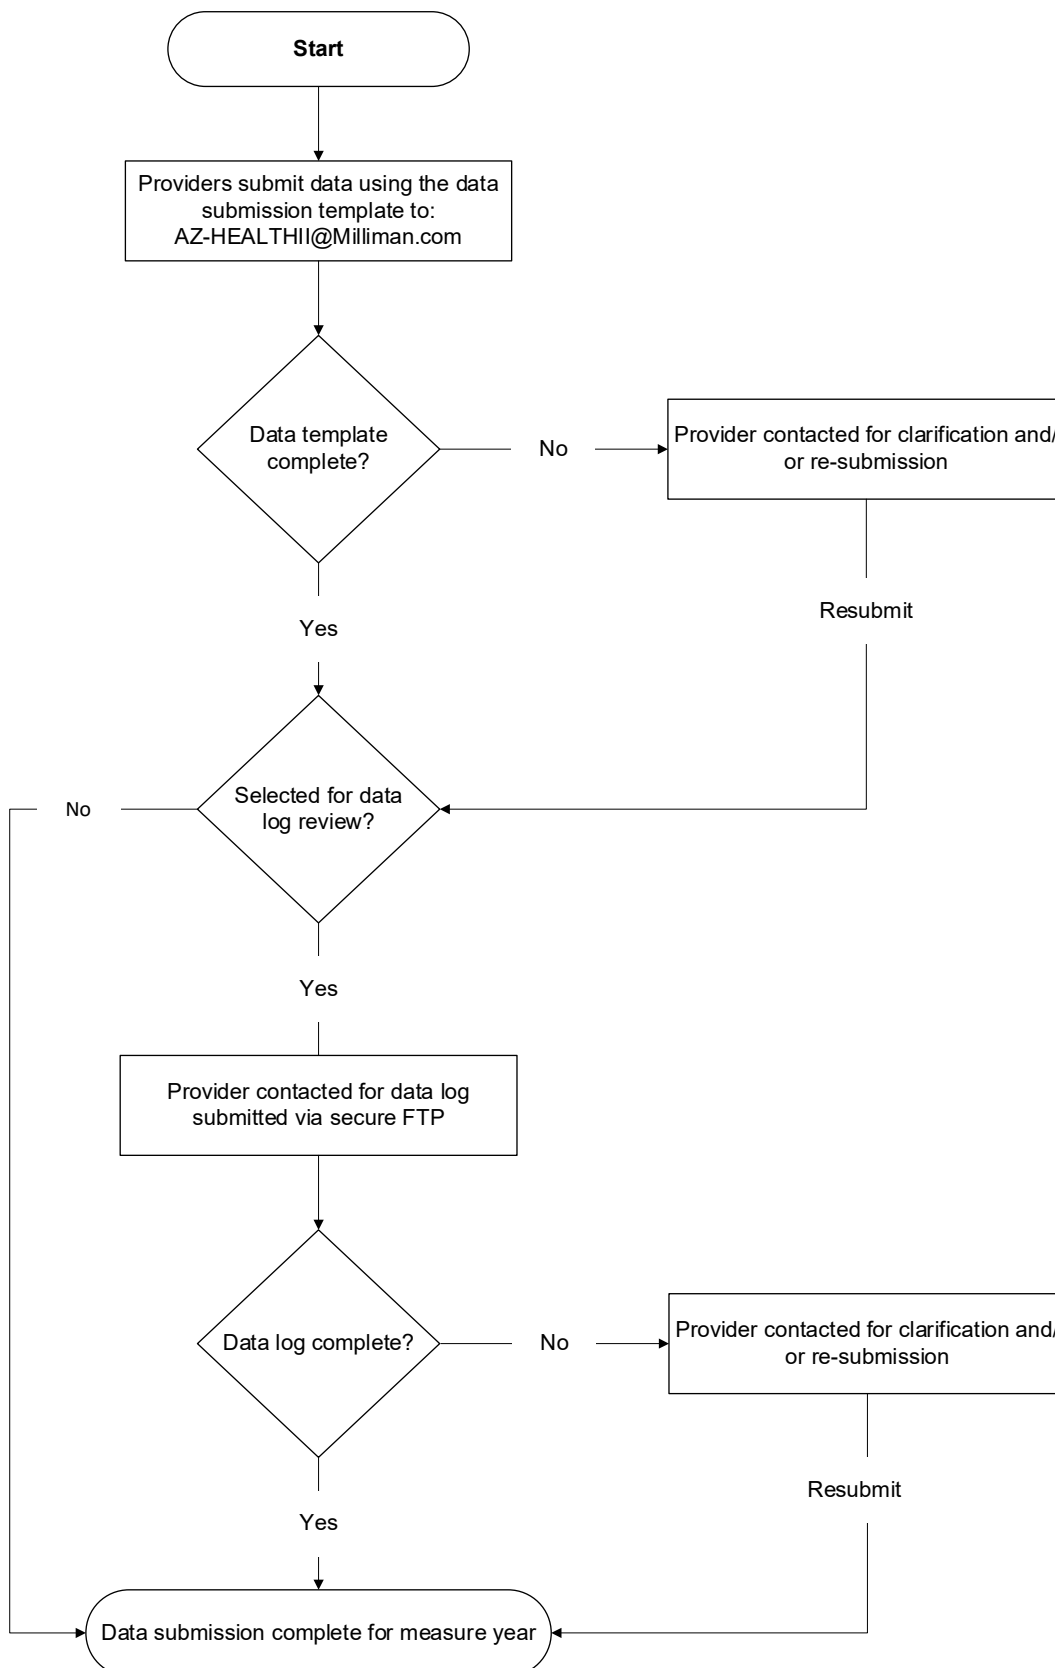 Start
Providers submit data using the data
submission template to:
AZ-HEALTHII@Milliman.com
Data template
complete?
No
Provider contacted for clarification and/
or re-submission
Resubmit
Yes
Selected for data
log review?
No
Yes
Provider contacted for data log
submitted via secure FTP
Data log complete?
No
Provider contacted for clarification and/
or re-submission
Resubmit
Yes
Data submission complete for measure year